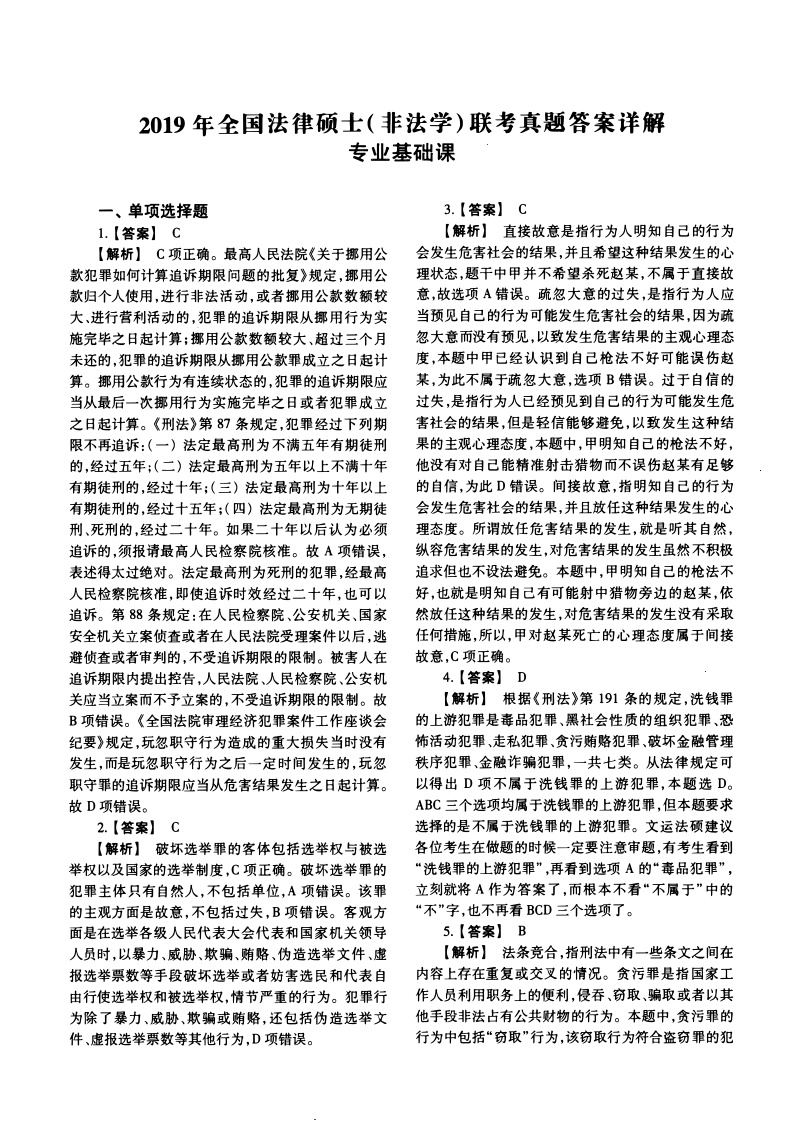 2019 年全国法律硕士(非法学)联考真题答案详解
专业基础课
一、单项选择题
1.【答案】 C
【解析】 C 项正确。最高人民法院《关于挪用公
款犯罪如何计算追诉期限问题的批复》规定,挪用公
款归个人使用,进行非法活动,或者挪用公款数额较
大、进行营利活动的,犯罪的追诉期限从挪用行为实
施完毕之日起计算;挪用公款数额较大、超过三个月
未还的,犯罪的追诉期限从挪用公款罪成立之日起计
算。挪用公款行为有连续状态的,犯罪的追诉期限应
当从最后一次挪用行为实施完毕之日或者犯罪成立
之日起计算。《刑法》第 87 条规定,犯罪经过下列期
限不再追诉:(一) 法定最高刑为不满五年有期徒刑
的,经过五年;(二) 法定最高刑为五年以上不满十年
有期徒刑的,经过十年;(三) 法定最高刑为十年以上
有期徒刑的,经过十五年;(四) 法定最高刑为无期徒
刑、死刑的,经过二十年。如果二十年以后认为必须
追诉的,须报请最高人民检察院核准。故 A 项错误,
表述得太过绝对。法定最高刑为死刑的犯罪,经最高
人民检察院核准,即使追诉时效经过二十年,也可以
追诉。第 88 条规定:在人民检察院、公安机关、国家
安全机关立案侦查或者在人民法院受理案件以后,逃
避侦查或者审判的,不受追诉期限的限制。被害人在
追诉期限内提出控告,人民法院、人民检察院、公安机
关应当立案而不予立案的,不受追诉期限的限制。故
B 项错误。《全国法院审理经济犯罪案件工作座谈会
纪要》规定,玩忽职守行为造成的重大损失当时没有
发生,而是玩忽职守行为之后一定时间发生的,玩忽
职守罪的追诉期限应当从危害结果发生之日起计算。
故 D 项错误。
2.【答案】 C
【解析】 破坏选举罪的客体包括选举权与被选
举权以及国家的选举制度,C 项正确。破坏选举罪的
犯罪主体只有自然人,不包括单位,A 项错误。该罪
的主观方面是故意,不包括过失,B 项错误。客观方
面是在选举各级人民代表大会代表和国家机关领导
人员时,以暴力、威胁、欺骗、贿赂、伪造选举文件、虚
报选举票数等手段破坏选举或者妨害选民和代表自
由行使选举权和被选举权,情节严重的行为。犯罪行
为除了暴力、威胁、欺骗或贿赂,还包括伪造选举文
件、虚报选举票数等其他行为,D 项错误。
3.【答案】 C
【解析】 直接故意是指行为人明知自己的行为
会发生危害社会的结果,并且希望这种结果发生的心
理状态,题干中甲并不希望杀死赵某,不属于直接故
意,故选项 A 错误。疏忽大意的过失,是指行为人应
当预见自己的行为可能发生危害社会的结果,因为疏
忽大意而没有预见,以致发生危害结果的主观心理态
度,本题中甲已经认识到自己枪法不好可能误伤赵
某,为此不属于疏忽大意,选项 B 错误。过于自信的
过失,是指行为人已经预见到自己的行为可能发生危
害社会的结果,但是轻信能够避免,以致发生这种结
果的主观心理态度,本题中,甲明知自己的枪法不好,
他没有对自己能精准射击猎物而不误伤赵某有足够
的自信,为此 D 错误。间接故意,指明知自己的行为
会发生危害社会的结果,并且放任这种结果发生的心
理态度。所谓放任危害结果的发生,就是听其自然,
纵容危害结果的发生,对危害结果的发生虽然不积极
追求但也不设法避免。本题中,甲明知自己的枪法不
好,也就是明知自己有可能射中猎物旁边的赵某,依
然放任这种结果的发生,对危害结果的发生没有采取
任何措施,所以,甲对赵某死亡的心理态度属于间接
故意,C 项正确。
4.【答案】 D
【解析】 根据《刑法》第 191 条的规定,洗钱罪
的上游犯罪是毒品犯罪、黑社会性质的组织犯罪、恐
怖活动犯罪、走私犯罪、贪污贿赂犯罪、破坏金融管理
秩序犯罪、金融诈骗犯罪,一共七类。从法律规定可
以得出 D 项不属于洗钱罪的上游犯罪,本题选 D。
ABC 三个选项均属于洗钱罪的上游犯罪,但本题要求
选择的是不属于洗钱罪的上游犯罪。文运法硕建议
各位考生在做题的时候一定要注意审题,有考生看到
“洗钱罪的上游犯罪”,再看到选项 A 的“毒品犯罪”,
立刻就将 A 作为答案了,而根本不看“不属于”中的
“不”字,也不再看 BCD 三个选项了。
5.【答案】 B
【解析】 法条竞合,指刑法中有一些条文之间在
内容上存在重复或交叉的情况。贪污罪是指国家工
作人员利用职务上的便利,侵吞、窃取、骗取或者以其
他手段非法占有公共财物的行为。本题中,贪污罪的
行为中包括“窃取”行为,该窃取行为符合盗窃罪的犯